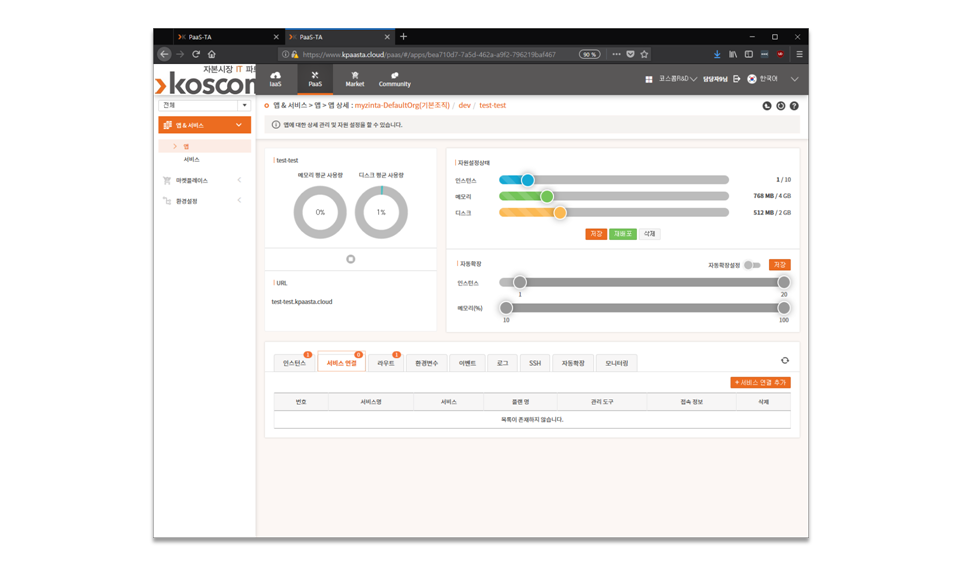 PaaS-TA
PaaS-TA
https://www.kpaasta.cloud/paas/#/apps/bea710d7-7a5d-462a-a9f2-796219baf467
90 %
자본시장 IT 파트
koscom
IaaS
PaaS
Market
Community
코스콤R&D
담당자9님
한국어
전체
앱 & 서비스
앱
서비스
마켓플레이스
환경설정
앱 & 서비스 > 앱 > 앱 상세 : myzinta-DefaultOrg(기본조직) / dev / test-test
앱에 대한 상세 관리 및 자원 설정을 할 수 있습니다.
test-test
메모리 평균 사용량
디스크 평균 사용량
0%
1%
URL
test-test.kpaasta.cloud
자원설정상태
인스턴스
1 / 10
메모리
768 MB / 4 GB
디스크
512 MB / 2 GB
저장
재배포
삭제
자동확장
자동확장설정
저장
인스턴스
1
20
메모리(%)
10
100
인스턴스
1
서비스 연결
0
라우트
1
환경변수
이벤트
로그
SSH
자동확장
모니터링
+ 서비스 연결 추가
번호
서비스명
서비스
플랜 명
관리 도구
접속 정보
삭제
목록이 존재하지 않습니다.